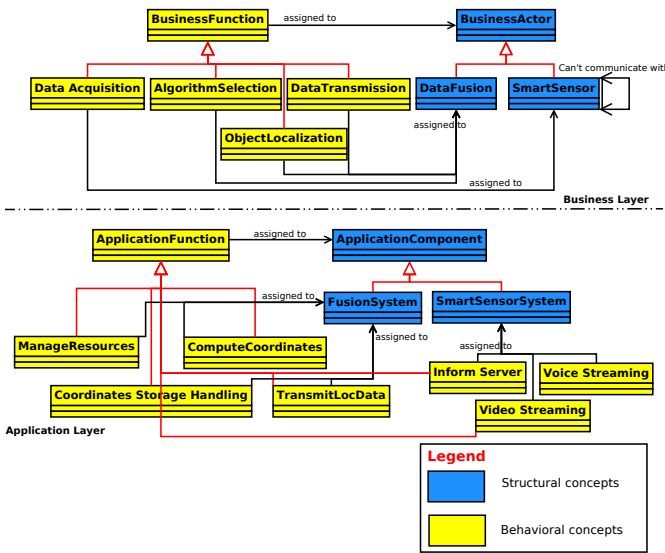 BusinessFunction
assigned to
BusinessActor
Can't communicate with
Data Acquisition
AlgorithmSelection
DataTransmission
DataFusion
SmartSensor
assigned to
ObjectLocalization
assigned to
Business Layer
ApplicationFunction
assigned to
ApplicationComponent
assigned to
FusionSystem
SmartSensorSystem
assigned to
ManageResources
ComputeCoordinates
assigned to
Inform Server
Voice Streaming
Coordinates Storage Handling
TransmitLocData
Video Streaming
Application Layer
Legend
Structural concepts
Behavioral concepts